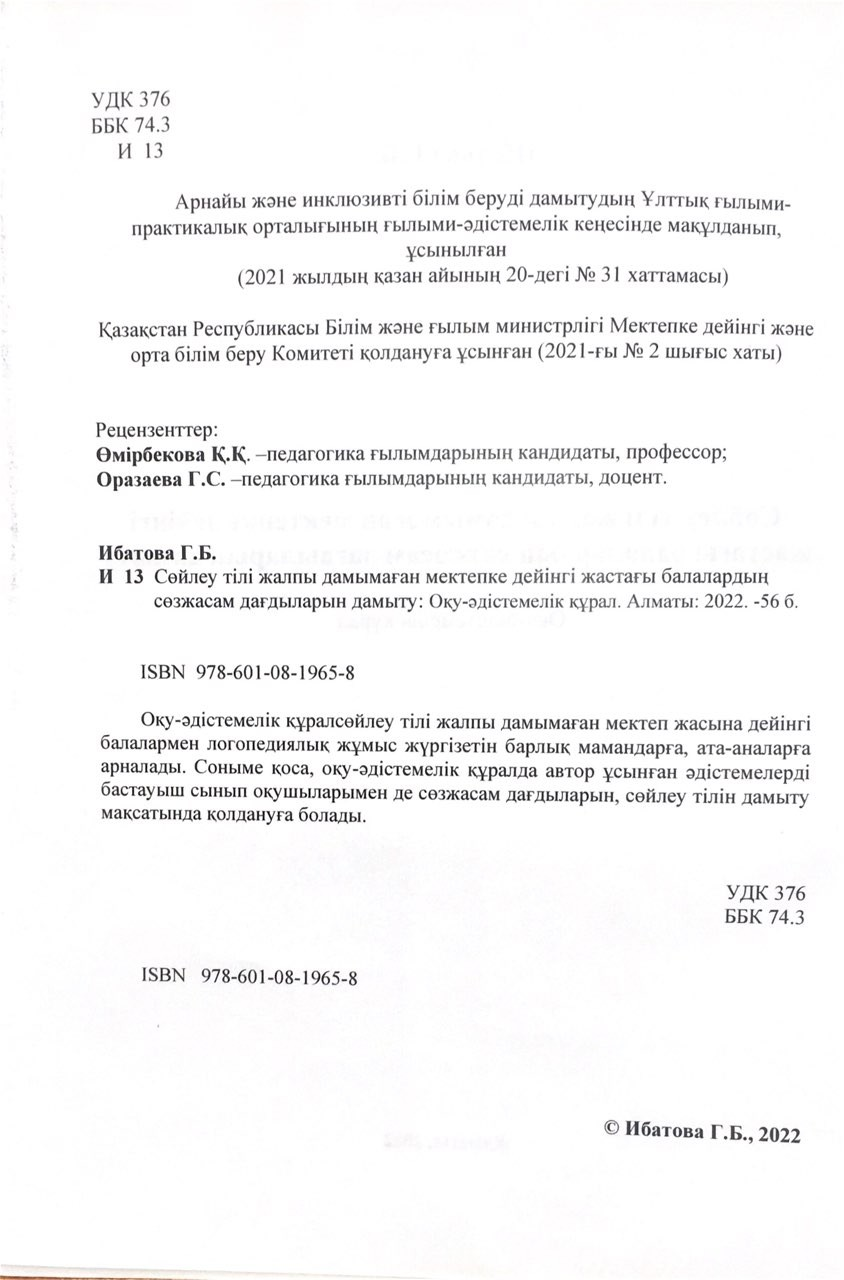 УДК 376
ББК 74.3
И 13
Арнайы және инклюзивті білім беруді дамытудың Ұлттық ғылыми-
практикалық орталығының ғылыми-әдістемелік кеңесінде мақұлданып,
ұсынылған
(2021 жылдың қазан айының 20-дегі № 31 хаттамасы)
Қазақстан Республикасы Білім және ғылым министрлігі Мектепке дейінгі және
орта білім беру Комитеті қолдануға ұсынған (2021-ғы № 2 шығыс хаты)
Рецензенттер:
Өмірбекова Қ.Қ. –педагогика ғылымдарының кандидаты, профессор;
Оразаева Г.С. –педагогика ғылымдарының кандидаты, доцент.
Ибатова Г.Б.
И 13 Сөйлеу тілі жалпы дамымаған мектепке дейінгі жастағы балалардың
сөзжасам дағдыларын дамыту: Оқу-әдістемелік құрал. Алматы: 2022. -56 б.
ISBN 978-601-08-1965-8
Оқу-әдістемелік құралсөйлеу тілі жалпы дамымаған мектеп жасына дейінгі
балалармен логопедиялық жұмыс жүргізетін барлық мамандарға, ата-аналарға
арналады. Соныме қоса, оқу-әдістемелік құралда автор ұсынған әдістемелерді
бастауыш сынып оқушыларымен де сөзжасам дағдыларын, сөйлеу тілін дамыту
мақсатында қолдануға болады.
УДК 376
ББК 74.3
ISBN 978-601-08-1965-8
© Ибатова Г.Б., 2022